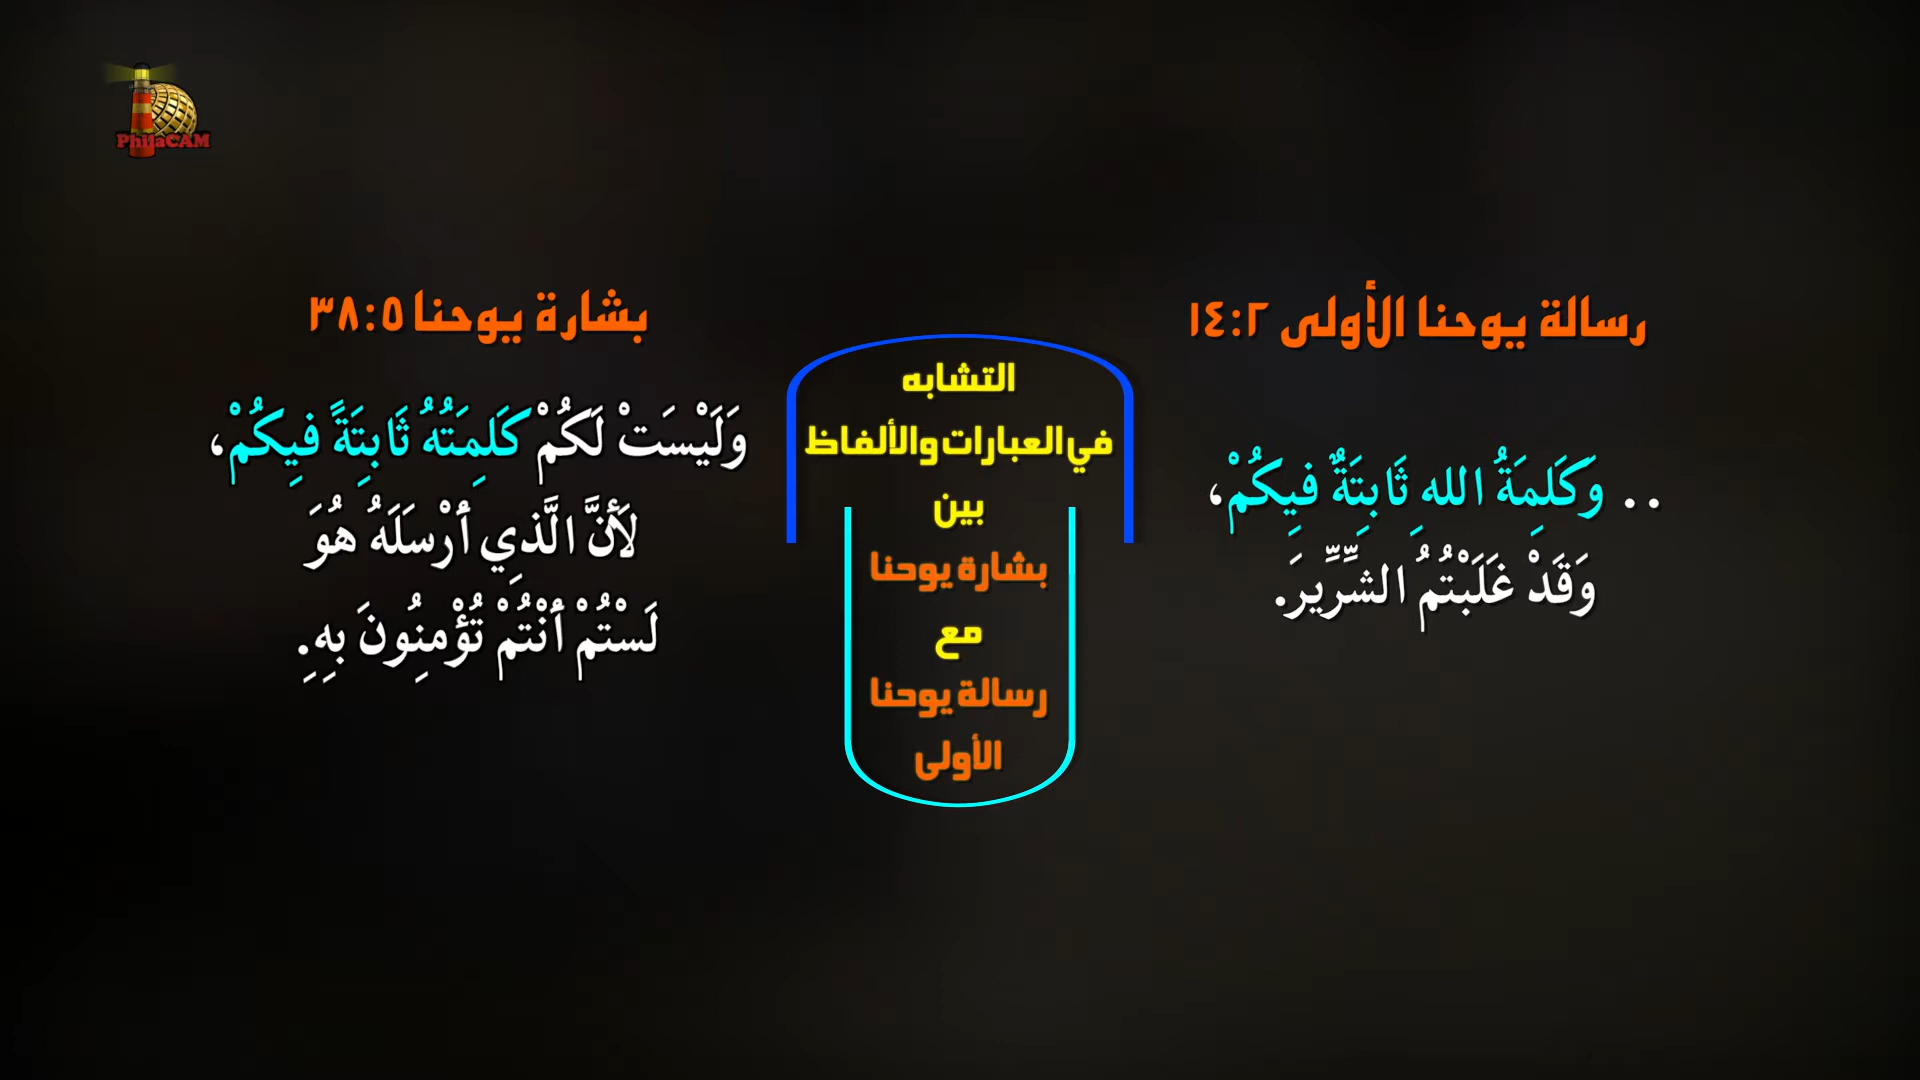 PhilaCAM
رسالة يوحنا الأولى ١٤:٢
.. وَكَلِمَةُ اللهِ ثَابِتَةٌ فِيكُمْ،
وَقَدْ غَلَبْتُمُ الشِّرِّيرَ.
التشابه
في العبارات والألفاظ
بين
بشارة يوحنا
مع
رسالة يوحنا
الأولى
بشارة يوحنا ٣٨:٥
وَلَيْسَتْ لَكُمْ كَلِمَتُهُ ثَابِتَةً فِيكُمْ،
لأَنَّ الَّذِي أَرْسَلَهُ هُوَ
لَسْتُمْ أَنْتُمْ تُؤْمِنُونَ بِهِ.